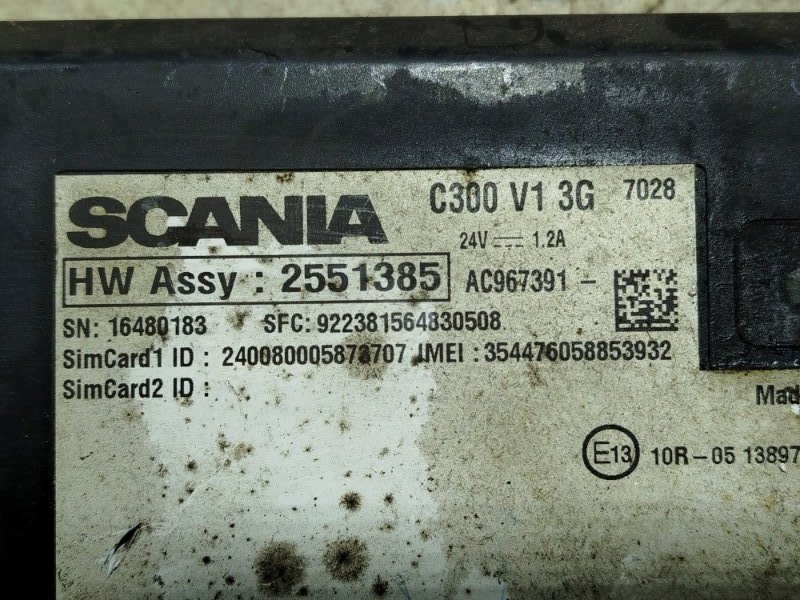 SCANIA C300 V1 3G 7028
24V 1.2A
HW Assy : 2551385 AC967391 -
SN: 16480183 SFC: 922381564830508
SimCard1 ID : 240080005873707 IMEI : 354476058853932
SimCard2 ID :
Mad
E13 10R-05 13897